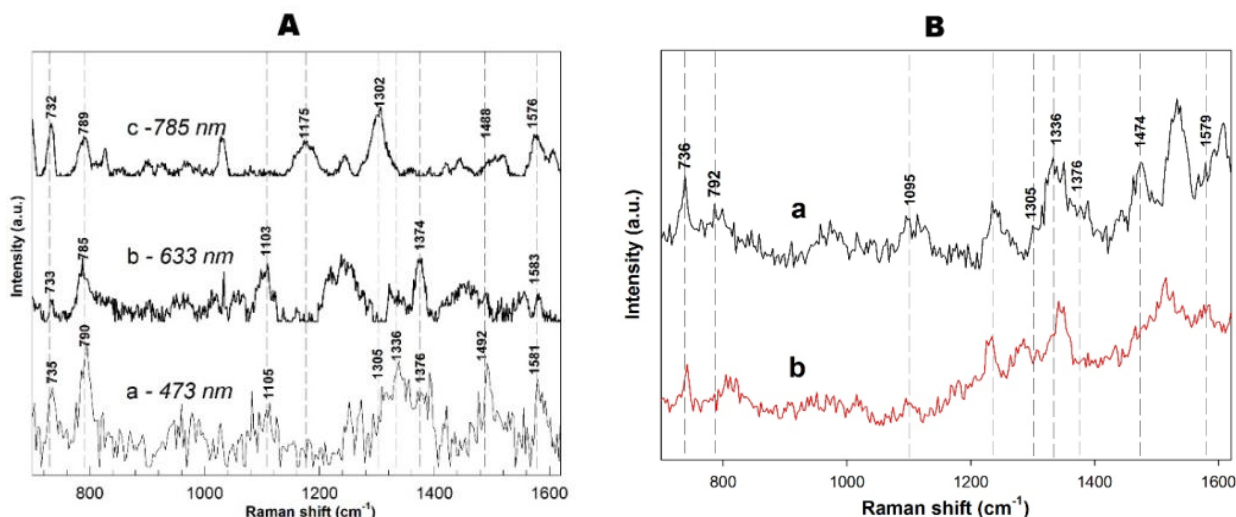 A
732
789
c - 785 nm
1175
1302
1488
1576
733
785
b - 633 nm
1103
1374
1583
735
790
a - 473 nm
1105
1305
1336
1376
1492
1581
Intensity (a.u.)
800 1000 1200 1400 1600
Raman shift (cm⁻¹)
B
736
792
a
1095
1305
1336
1376
1474
1579
b
Intensity (a.u.)
800 1000 1200 1400 1600
Raman shift (cm⁻¹)